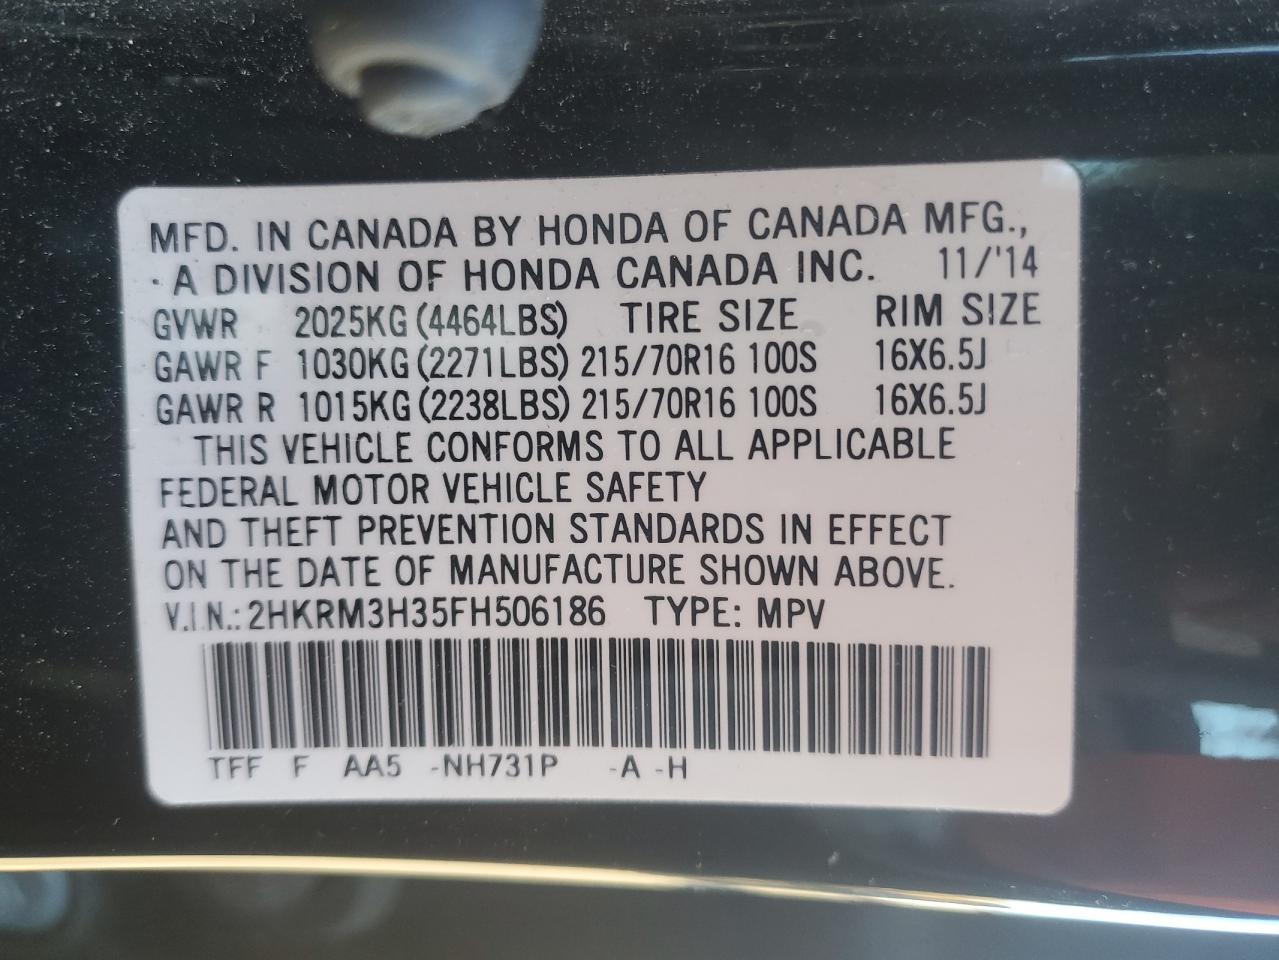 MFD. IN CANADA BY HONDA OF CANADA MFG.,
A DIVISION OF HONDA CANADA INC. 11/'14
GVWR 2025KG (4464LBS) TIRE SIZE RIM SIZE
GAWR F 1030KG (2271LBS) 215/70R16 100S 16X6.5J
GAWR R 1015KG (2238LBS) 215/70R16 100S 16X6.5J
THIS VEHICLE CONFORMS TO ALL APPLICABLE
FEDERAL MOTOR VEHICLE SAFETY
AND THEFT PREVENTION STANDARDS IN EFFECT
ON THE DATE OF MANUFACTURE SHOWN ABOVE.
V.I.N.: 2HKRM3H35FH506186 TYPE: MPV
TFF F AA5 -NH731P -A -H